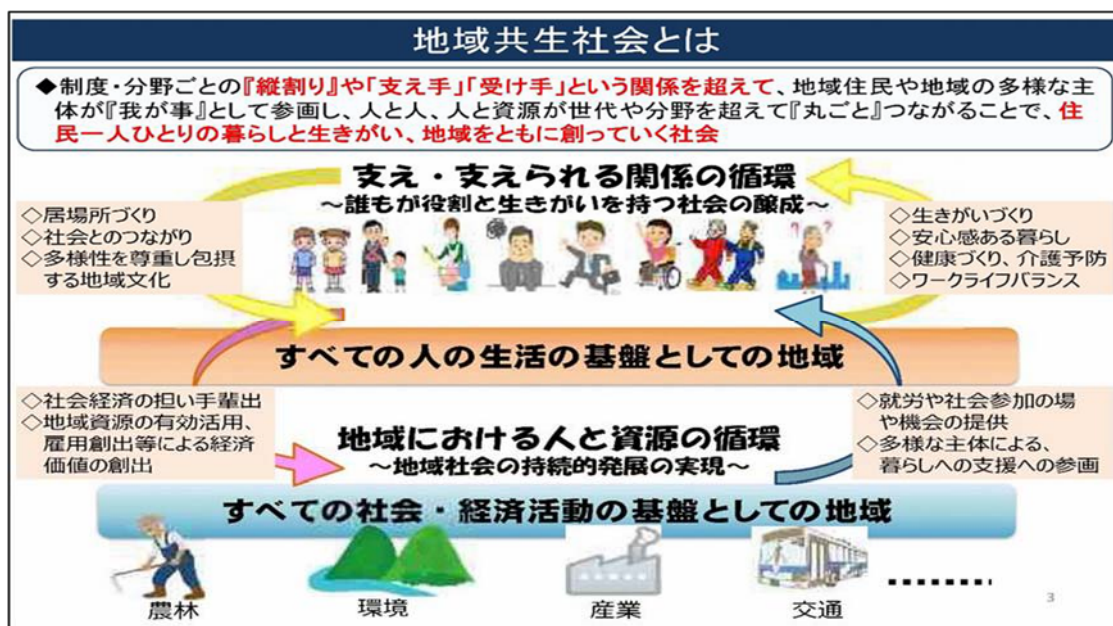 地域共生社会とは
◆制度・分野ごとの『縦割り』や「支え手」「受け手」という関係を超えて、地域住民や地域の多様な主
体が『我が事』として参画し、人と人、人と資源が世代や分野を超えて『丸ごと』つながることで、住
民一人ひとりの暮らしと生きがい、地域をともに創っていく社会
支え・支えられる関係の循環
～誰もが役割と生きがいを持つ社会の醸成～
◇居場所づくり
◇社会とのつながり
◇多様性を尊重し包摂
する地域文化
◇生きがいづくり
◇安心感ある暮らし
◇健康づくり、介護予防
◇ワークライフバランス
すべての人の生活の基盤としての地域
◇社会経済の担い手輩出
◇地域資源の有効活用、
雇用創出等による経済
価値の創出
地域における人と資源の循環
～地域社会の持続的発展の実現～
◇就労や社会参加の場
や機会の提供
◇多様な主体による、
暮らしへの支援への参画
すべての社会・経済活動の基盤としての地域
農林
環境
産業
交通
3